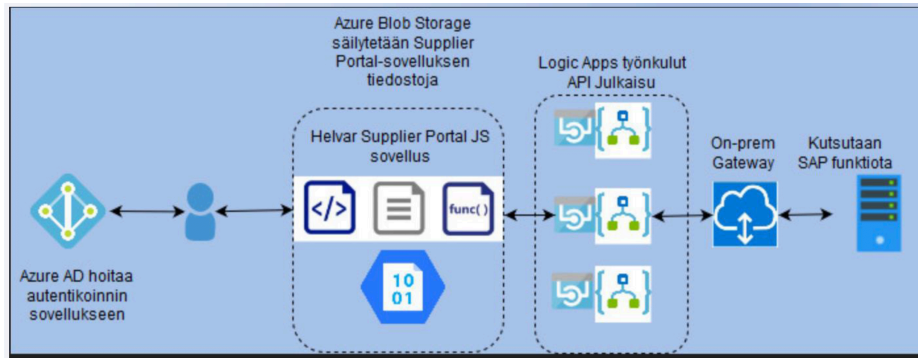 Azure Blob Storage
säilytetään Supplier
Portal-sovelluksen
tiedostoja
Logic Apps työnkulut
API Julkaisu
Helvar Supplier Portal JS
sovellus
</>
func()
10
01
On-prem
Gateway
Kutsutaan
SAP funktiota
Azure AD hoitaa
autentikoinnin
sovellukseen